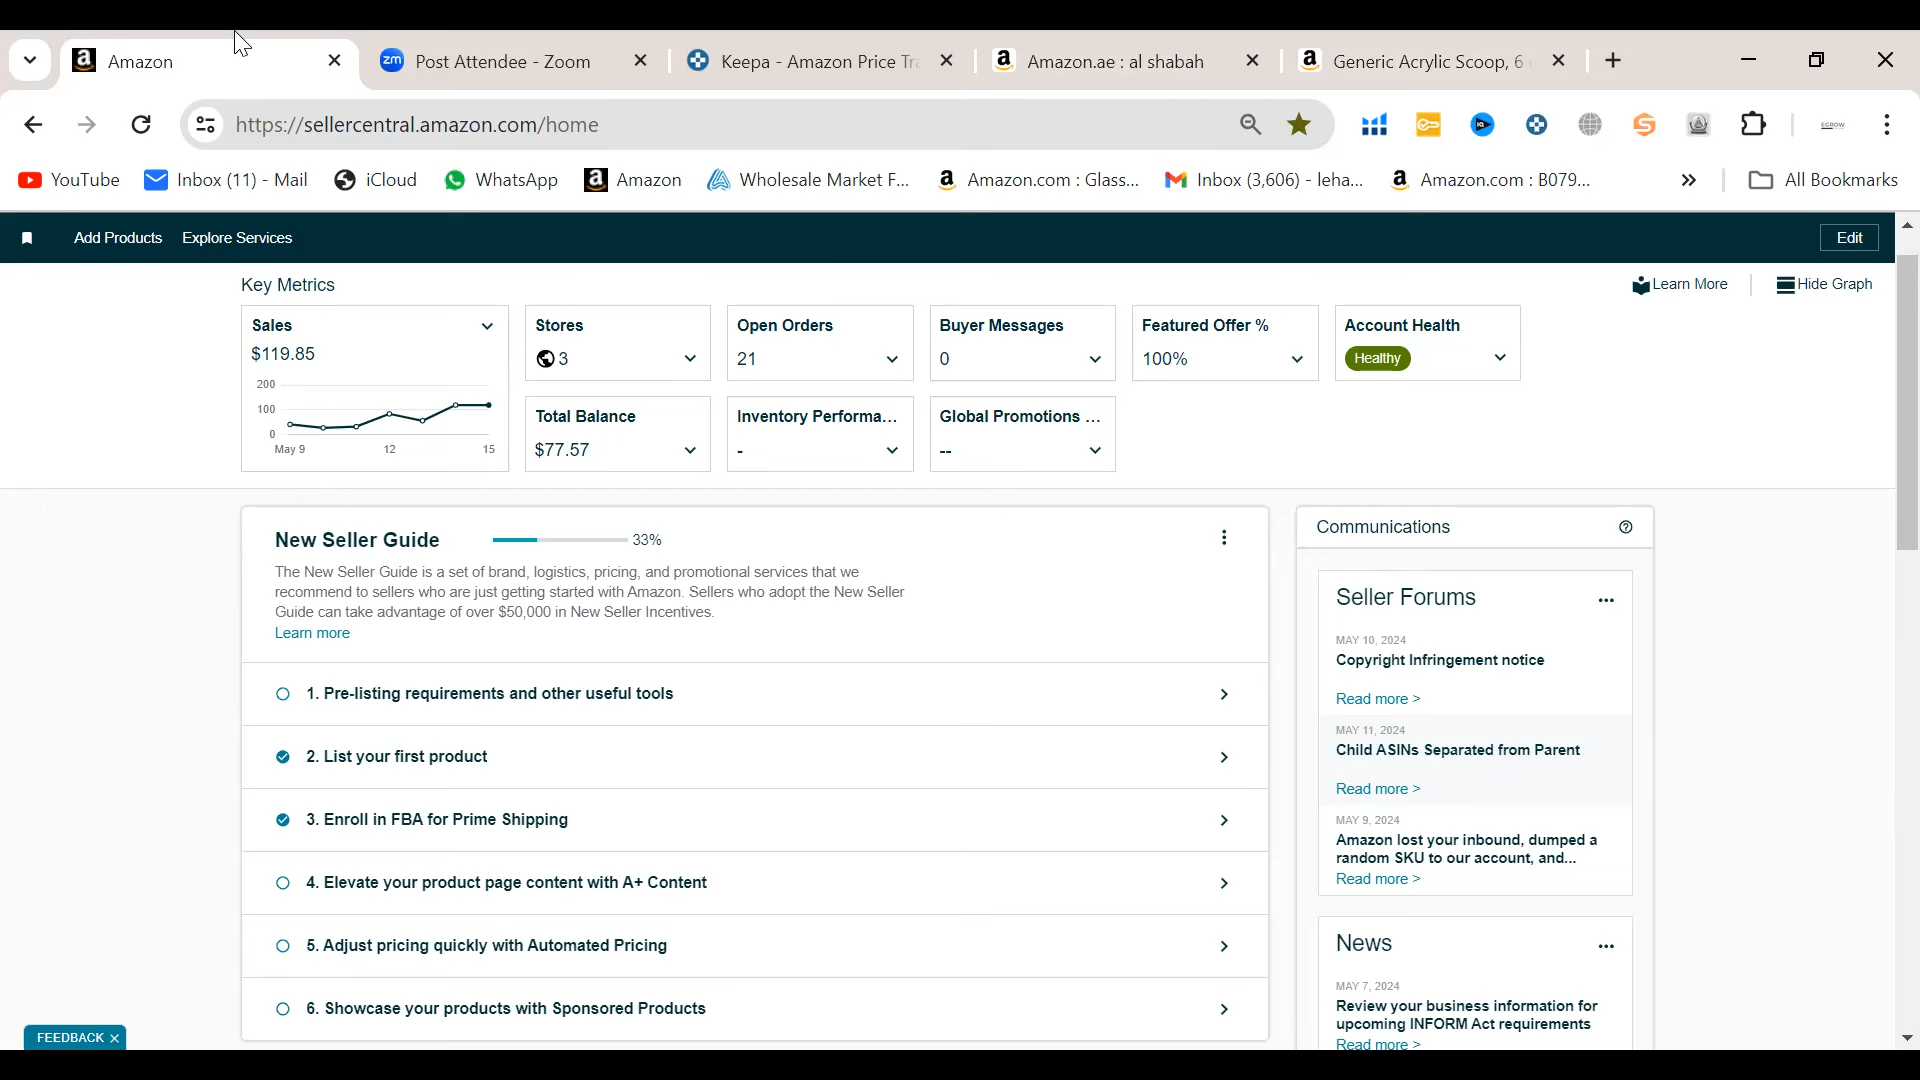 Amazon
Post Attendee - Zoom
Keepa - Amazon Price Tra
Amazon.ae : al shabah
Generic Acrylic Scoop, 6
https://sellercentral.amazon.com/home
EGROW
YouTube
Inbox (11) - Mail
iCloud
WhatsApp
Amazon
Wholesale Market F...
Amazon.com : Glass...
Inbox (3,606) - leha...
Amazon.com : B079...
All Bookmarks
Add Products
Explore Services
Edit
Key Metrics
Learn More
Hide Graph
Sales
$119.85
200
100
0
May 9
12
15
Stores
3
Open Orders
21
Buyer Messages
0
Featured Offer %
100%
Account Health
Healthy
Total Balance
$77.57
Inventory Performa...
-
Global Promotions ...
--
New Seller Guide
33%
The New Seller Guide is a set of brand, logistics, pricing, and promotional services that we
recommend to sellers who are just getting started with Amazon. Sellers who adopt the New Seller
Guide can take advantage of over $50,000 in New Seller Incentives.
Learn more
1. Pre-listing requirements and other useful tools
2. List your first product
3. Enroll in FBA for Prime Shipping
4. Elevate your product page content with A+ Content
5. Adjust pricing quickly with Automated Pricing
6. Showcase your products with Sponsored Products
Communications
Seller Forums
MAY 10, 2024
Copyright Infringement notice
Read more >
MAY 11, 2024
Child ASINs Separated from Parent
Read more >
MAY 9, 2024
Amazon lost your inbound, dumped a
random SKU to our account, and...
Read more >
News
MAY 7, 2024
Review your business information for
upcoming INFORM Act requirements
Read more >
FEEDBACK